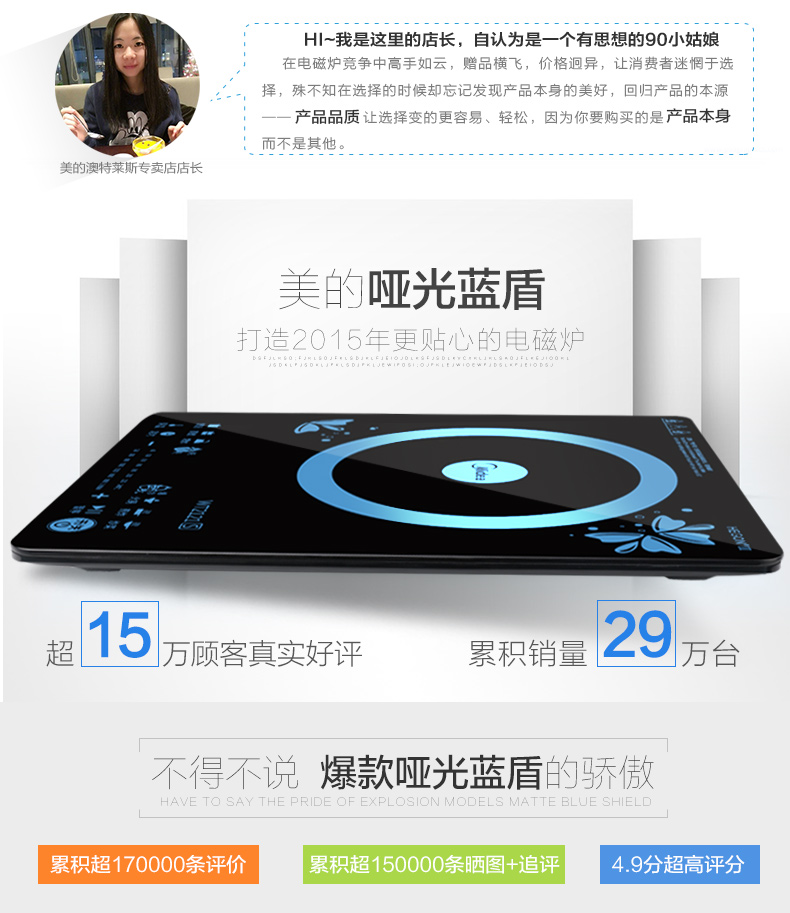 HI~我是这里的店长，自认为是一个有思想的90小姑娘
在电磁炉竞争中高手如云，赠品横飞，价格迥异，让消费者迷惘于选
择，殊不知在选择的时候却忘记发现产品本身的美好，回归产品的本源
—— 产品品质 让选择变的更容易、轻松，因为你要购买的是 产品本身
而不是其他。
美的澳特莱斯专卖店店长
美的哑光蓝盾
打造2015年更贴心的电磁炉
Midea
超15万顾客真实好评
累积销量29万台
不得不说 爆款哑光蓝盾的骄傲
HAVE TO SAY THE PRIDE OF EXPLOSION MODELS MATTE BLUE SHIELD
累积超170000条评价
累积超150000条晒图+追评
4.9分超高评分